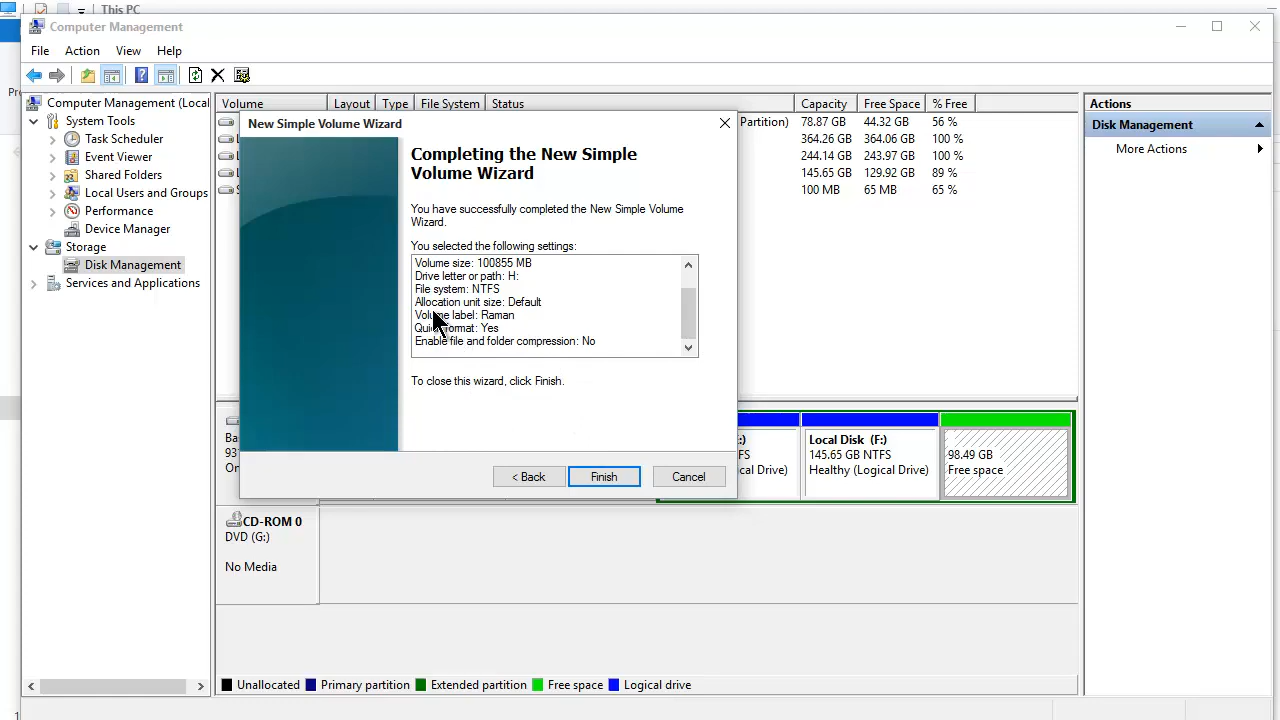 This PC
Computer Management
File Action View Help
Computer Management (Local
System Tools
Task Scheduler
Event Viewer
Shared Folders
Local Users and Groups
Performance
Device Manager
Storage
Disk Management
Services and Applications
Volume Layout Type File System Status Capacity Free Space % Free
Partition) 78.87 GB 44.32 GB 56 %
364.26 GB 364.06 GB 100 %
244.14 GB 243.97 GB 100 %
145.65 GB 129.92 GB 89 %
100 MB 65 MB 65 %
New Simple Volume Wizard
Completing the New Simple
Volume Wizard
You have successfully completed the New Simple Volume
Wizard.
You selected the following settings:
Volume size: 100855 MB
Drive letter or path: H:
File system: NTFS
Allocation unit size: Default
Volume label: Raman
Quick format: Yes
Enable file and folder compression: No
To close this wizard, click Finish.
< Back Finish Cancel
Actions
Disk Management
More Actions
:)
FS
cal Drive)
Local Disk (F:)
145.65 GB NTFS
Healthy (Logical Drive)
98.49 GB
Free space
Ba
93
On
CD-ROM 0
DVD (G:)
No Media
Unallocated Primary partition Extended partition Free space Logical drive